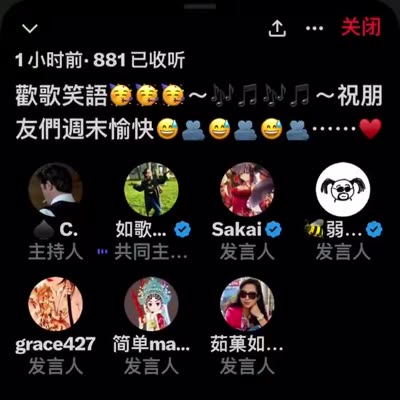 关闭
1 小时前· 881 已收听
歡歌笑語🥳🥳🥳～🎶🎵🎶🎵～祝朋
友們週末愉快😅🫂😅🫂😅🫂⋯⋯❤️
♠️ C. 如歌... Sakai 🐝弱...
主持人 共同主... 发言人 发言人
grace427 简单ma... 茹菓如...
发言人 发言人 发言人